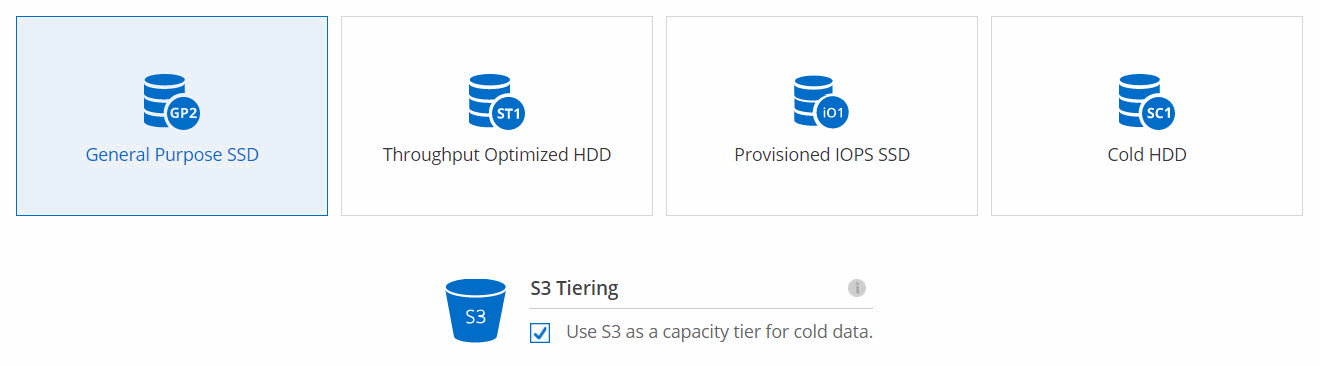 GP2
General Purpose SSD
ST1
Throughput Optimized HDD
iO1
Provisioned IOPS SSD
SC1
Cold HDD
S3
S3 Tiering
i
Use S3 as a capacity tier for cold data.